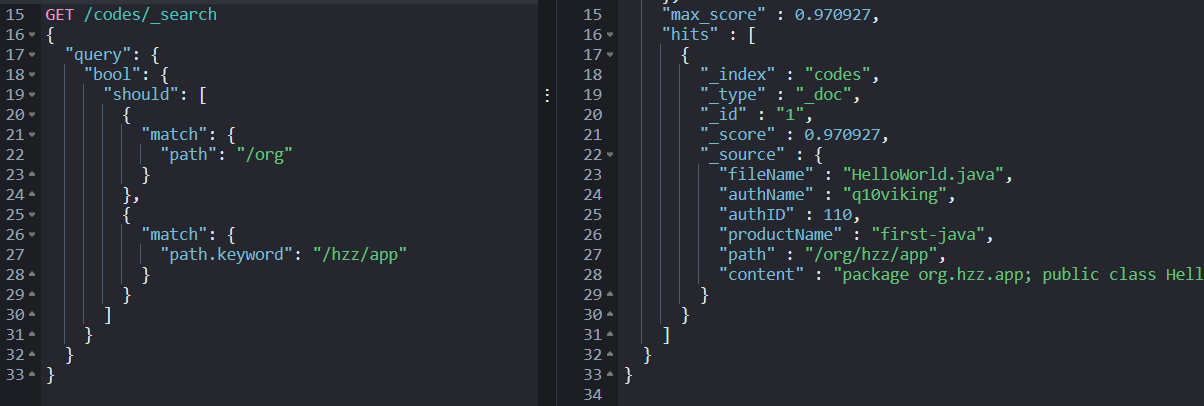 15 GET /codes/_search
16 {
17 "query": {
18 "bool": {
19 "should": [
20 {
21 "match": {
22 "path": "/org"
23 }
24 },
25 {
26 "match": {
27 "path.keyword": "/hzz/app"
28 }
29 }
30 ]
31 }
32 }
33 }
15 "max_score" : 0.970927,
16 "hits" : [
17 {
18 "_index" : "codes",
19 "_type" : "_doc",
20 "_id" : "1",
21 "_score" : 0.970927,
22 "_source" : {
23 "fileName" : "HelloWorld.java",
24 "authName" : "q10viking",
25 "authID" : 110,
26 "productName" : "first-java",
27 "path" : "/org/hzz/app",
28 "content" : "package org.hzz.app; public class Hell
29 }
30 }
31 ]
32 }
33 }
34